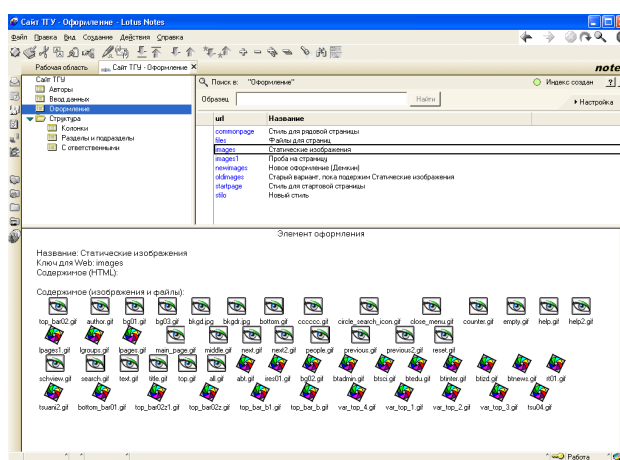 Сайт ТГУ - Оформление - Lotus Notes
Файл Правка Вид Создание Действия Справка
Рабочая область Сайт ТГУ - Оформление
note
Сайт ТГУ
Авторы
Ввод данных
Оформление
Структура
Колонки
Разделы и подразделы
С ответственными
Поиск в: "Оформление" Индекс создан ?
Образец Найти Настройка
url Название
commonpage Стиль для рядовой страницы
files Файлы для страниц
images Статические изображения
images1 Проба на страницу
newimages Новое оформление (Демкин)
oldimages Старый вариант, пока подержим Статические изображения
startpage Стиль для стартовой страницы
stilo Новый стиль
Элемент оформления
Название: Статические изображения
Ключ для Web: images
Содержимое (HTML):
Содержимое (изображения и файлы):
top_bar02.gif author.gif bg01.gif bg03.gif bkgd.jpg bkgdr.jpg bottom.gif cccccc.gif circle_search_icon.gif close_menu.gif counter.gif empty.gif help.gif help2.gif
lpages1.gif lgroups.gif lpages.gif main_page.gif middle.gif next.gif next2.gif people.gif previous.gif previous2.gif reset.gif
schview.gif search.gif text.gif title.gif top.gif all.gif abt.gif bg02.gif btadmin.gif btsci.gif btedu.gif btinter.gif btizd.gif btnews.gif rt01.gif
tsuani2.gif bottom_bar01.gif top_bar02z1.gif top_bar02z.gif top_bar_b1.gif top_bar_b.gif var_top_4.gif var_top_1.gif var_top_2.gif var_top_3.gif tsu04.gif
Работа